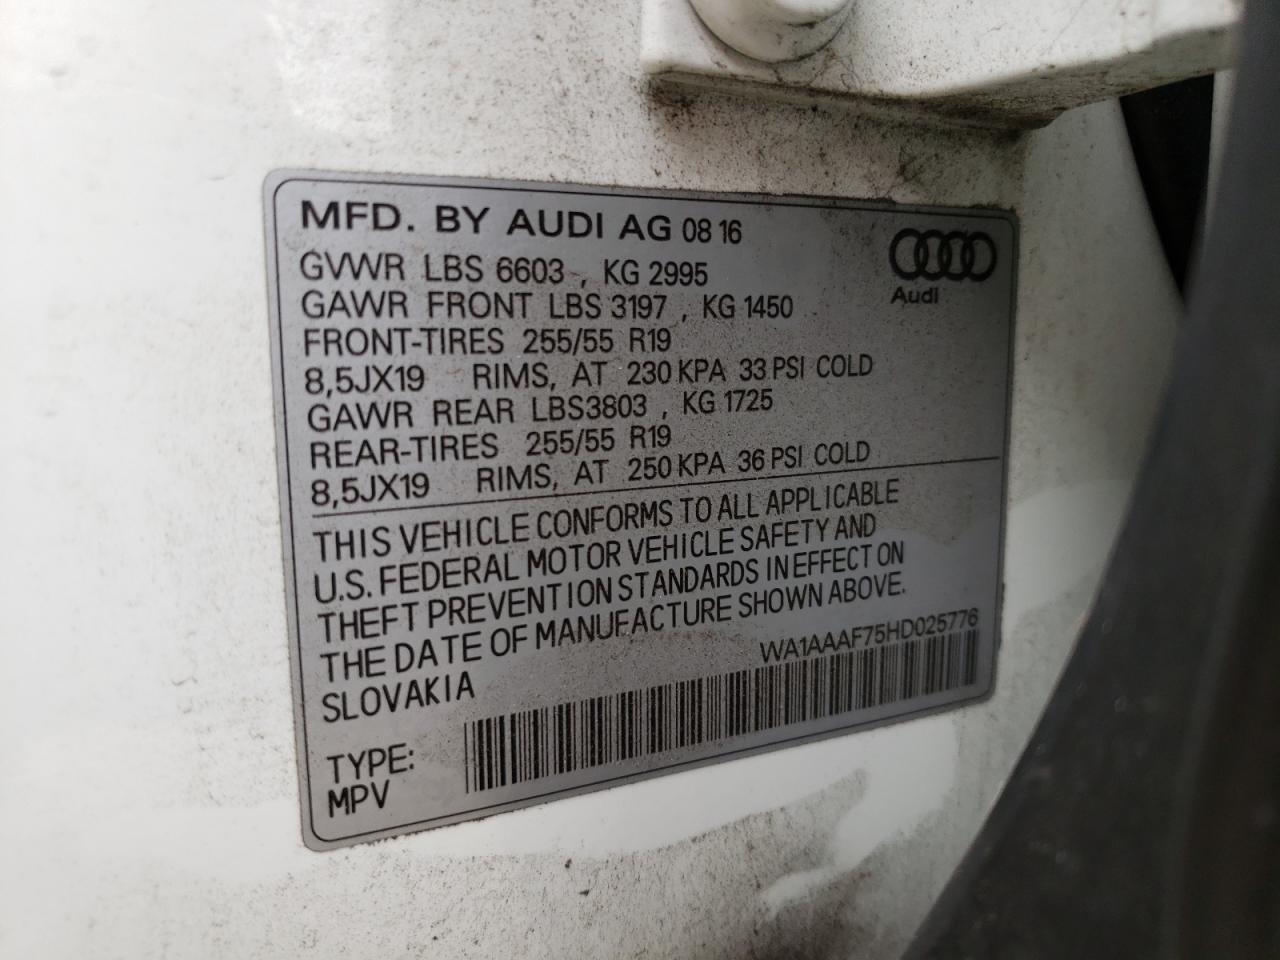 MFD. BY AUDI AG 08 16
Audi
GVWR LBS 6603 , KG 2995
GAWR FRONT LBS 3197 , KG 1450
FRONT-TIRES 255/55 R19
8,5JX19 RIMS, AT 230 KPA 33 PSI COLD
GAWR REAR LBS3803 , KG 1725
REAR-TIRES 255/55 R19
8,5JX19 RIMS, AT 250 KPA 36 PSI COLD
THIS VEHICLE CONFORMS TO ALL APPLICABLE
U.S. FEDERAL MOTOR VEHICLE SAFETY AND
THEFT PREVENTION STANDARDS IN EFFECT ON
THE DATE OF MANUFACTURE SHOWN ABOVE.
SLOVAKIA
WA1AAAF75HD025776
TYPE:
MPV